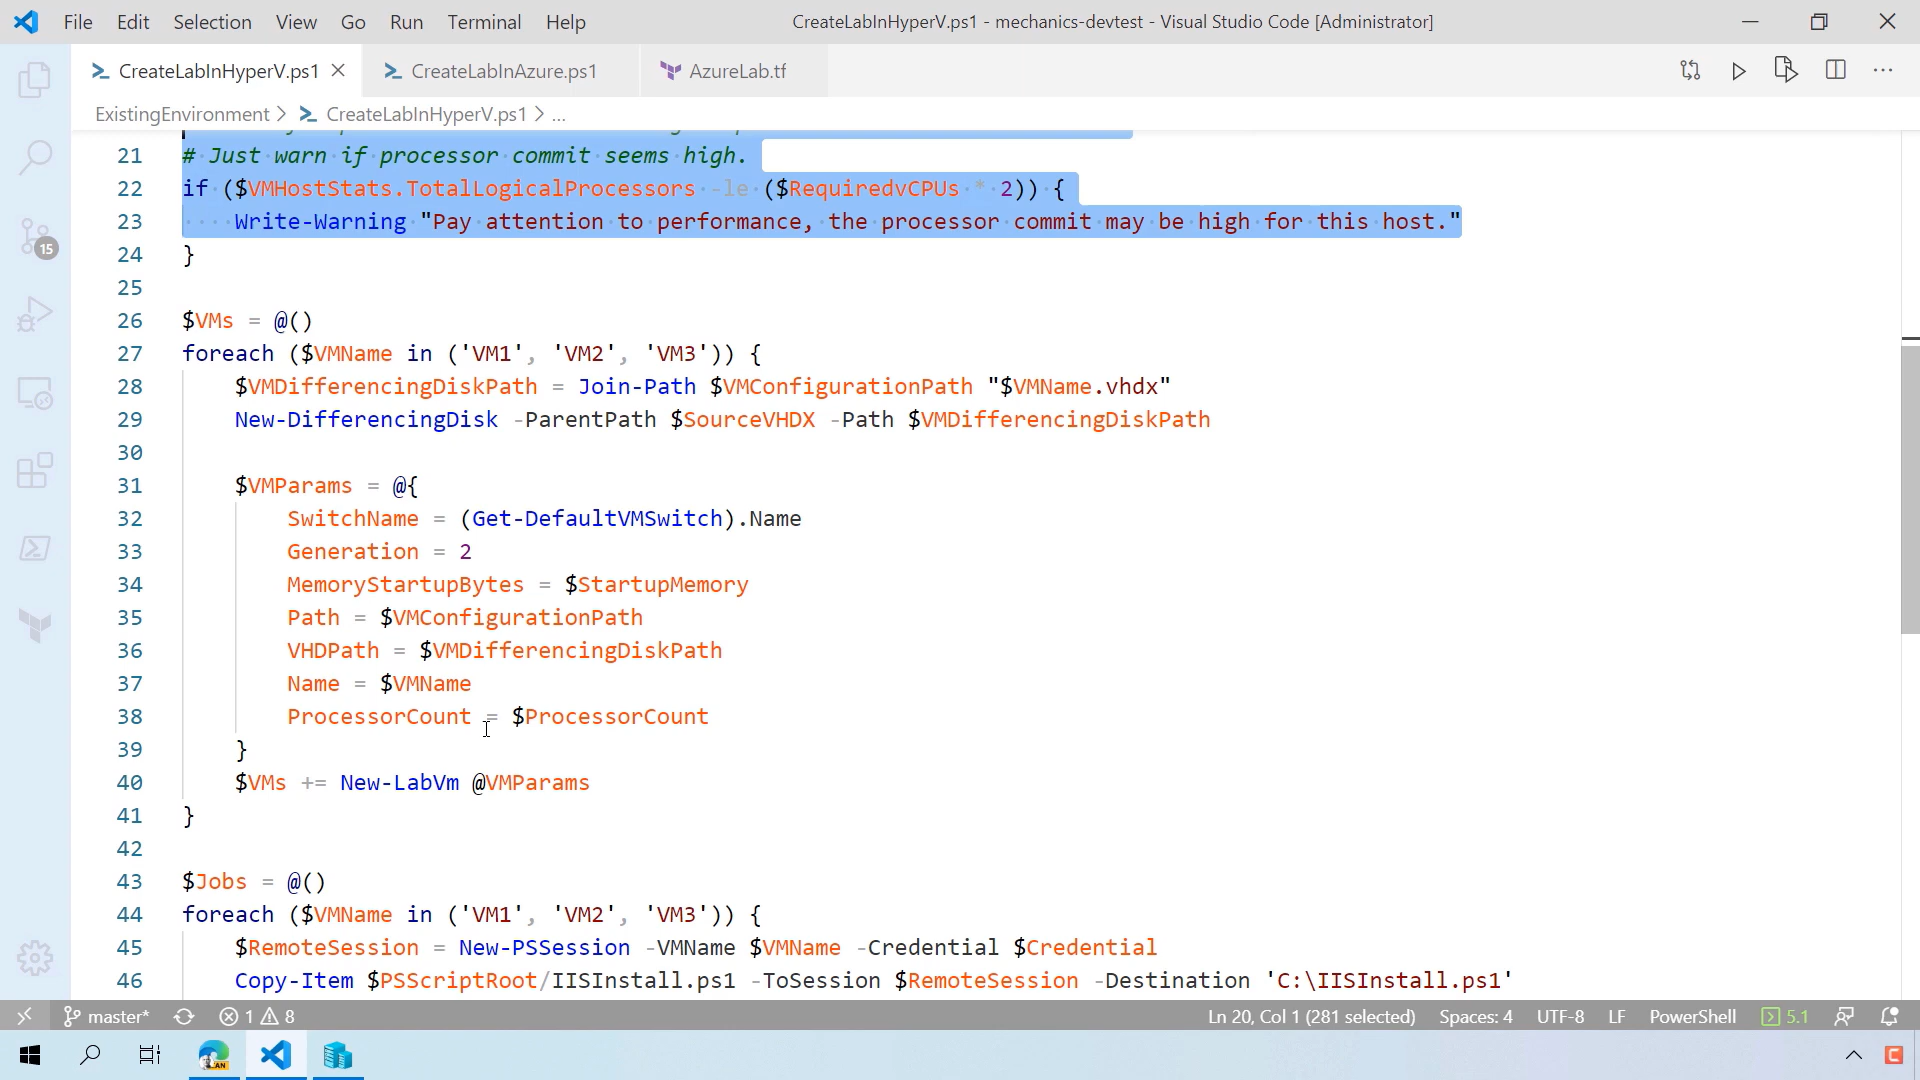 File Edit Selection View Go Run Terminal Help CreateLabInHyperV.ps1 - mechanics-devtest - Visual Studio Code [Administrator]
CreateLabInHyperV.ps1 CreateLabInAzure.ps1 AzureLab.tf
ExistingEnvironment > CreateLabInHyperV.ps1 > ...
21 # Just warn if processor commit seems high.
22 if ($VMHostStats.TotalLogicalProcessors -le ($RequiredvCPUs * 2)) {
23 Write-Warning "Pay attention to performance, the processor commit may be high for this host."
24 }
25
26 $VMs = @()
27 foreach ($VMName in ('VM1', 'VM2', 'VM3')) {
28 $VMDifferencingDiskPath = Join-Path $VMConfigurationPath "$VMName.vhdx"
29 New-DifferencingDisk -ParentPath $SourceVHDX -Path $VMDifferencingDiskPath
30
31 $VMParams = @{
32 SwitchName = (Get-DefaultVMSwitch).Name
33 Generation = 2
34 MemoryStartupBytes = $StartupMemory
35 Path = $VMConfigurationPath
36 VHDPath = $VMDifferencingDiskPath
37 Name = $VMName
38 ProcessorCount = $ProcessorCount
39 }
40 $VMs += New-LabVm @VMParams
41 }
42
43 $Jobs = @()
44 foreach ($VMName in ('VM1', 'VM2', 'VM3')) {
45 $RemoteSession = New-PSSession -VMName $VMName -Credential $Credential
46 Copy-Item $PSScriptRoot/IISInstall.ps1 -ToSession $RemoteSession -Destination 'C:\IISInstall.ps1'
15
master* 1 8 Ln 20, Col 1 (281 selected) Spaces: 4 UTF-8 LF PowerShell 5.1
CAN